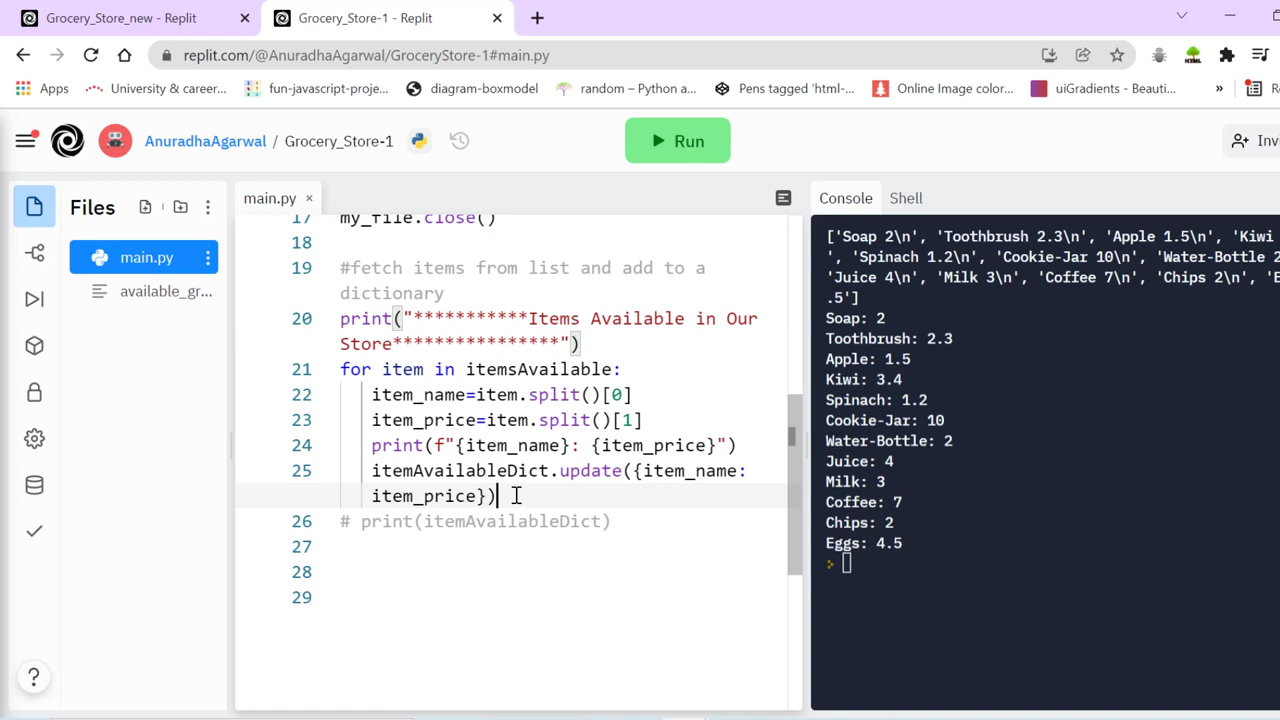 Grocery_Store_new - Replit
Grocery_Store-1 - Replit
replit.com/@AnuradhaAgarwal/GroceryStore-1#main.py
Apps
University & career...
fun-javascript-proje...
diagram-boxmodel
random – Python a...
Pens tagged 'html-...
Online Image color...
uiGradients - Beauti...
»
AnuradhaAgarwal / Grocery_Store-1
Run
Files
main.py
available_gr...
main.py
17 my_file.close()
18
19 #fetch items from list and add to a
dictionary
20 print("***********Items Available in Our
Store****************")
21 for item in itemsAvailable:
22 item_name=item.split()[0]
23 item_price=item.split()[1]
24 print(f"{item_name}: {item_price}")
25 itemAvailableDict.update({item_name:
item_price})
26 # print(itemAvailableDict)
27
28
29
Console
Shell
['Soap 2\n', 'Toothbrush 2.3\n', 'Apple 1.5\n', 'Kiwi
, 'Spinach 1.2\n', 'Cookie-Jar 10\n', 'Water-Bottle 2
'Juice 4\n', 'Milk 3\n', 'Coffee 7\n', 'Chips 2\n', 'E
.5']
Soap: 2
Toothbrush: 2.3
Apple: 1.5
Kiwi: 3.4
Spinach: 1.2
Cookie-Jar: 10
Water-Bottle: 2
Juice: 4
Milk: 3
Coffee: 7
Chips: 2
Eggs: 4.5
>